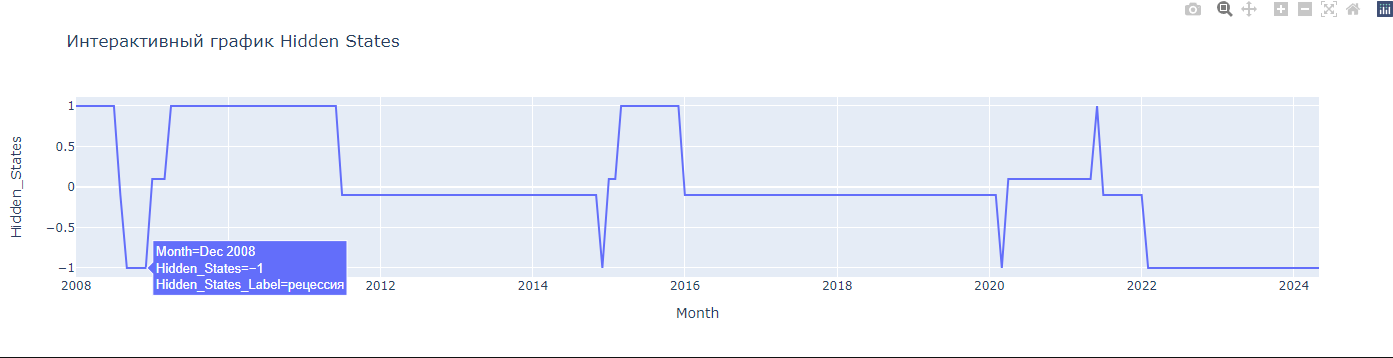 Интерактивный график Hidden States
Hidden_States
1
0.5
0
−0.5
−1
Month=Dec 2008
Hidden_States=−1
Hidden_States_Label=рецессия
2008
2012
2014
2016
2018
2020
2022
2024
Month